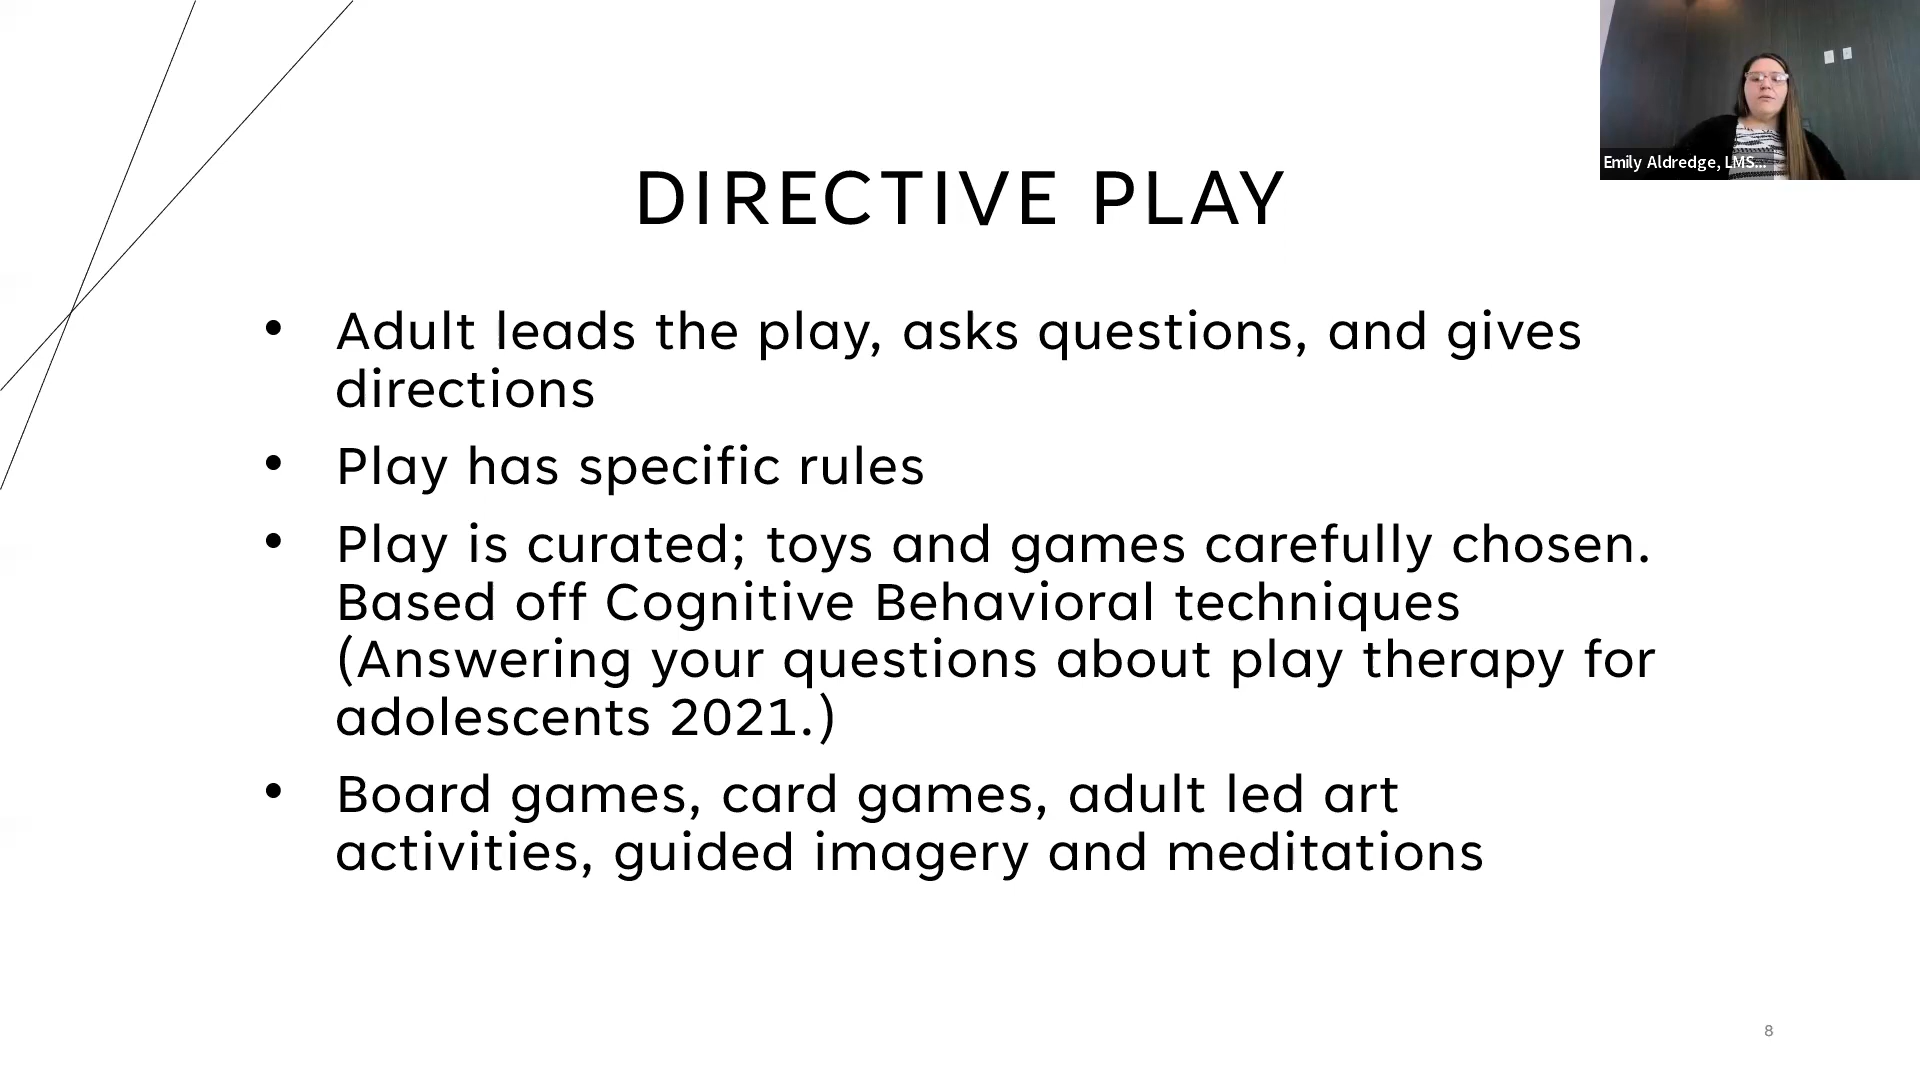 Emily Aldredge, LMS...
DIRECTIVE PLAY
• Adult leads the play, asks questions, and gives
directions
• Play has specific rules
• Play is curated; toys and games carefully chosen.
Based off Cognitive Behavioral techniques
(Answering your questions about play therapy for
adolescents 2021.)
• Board games, card games, adult led art
activities, guided imagery and meditations
8